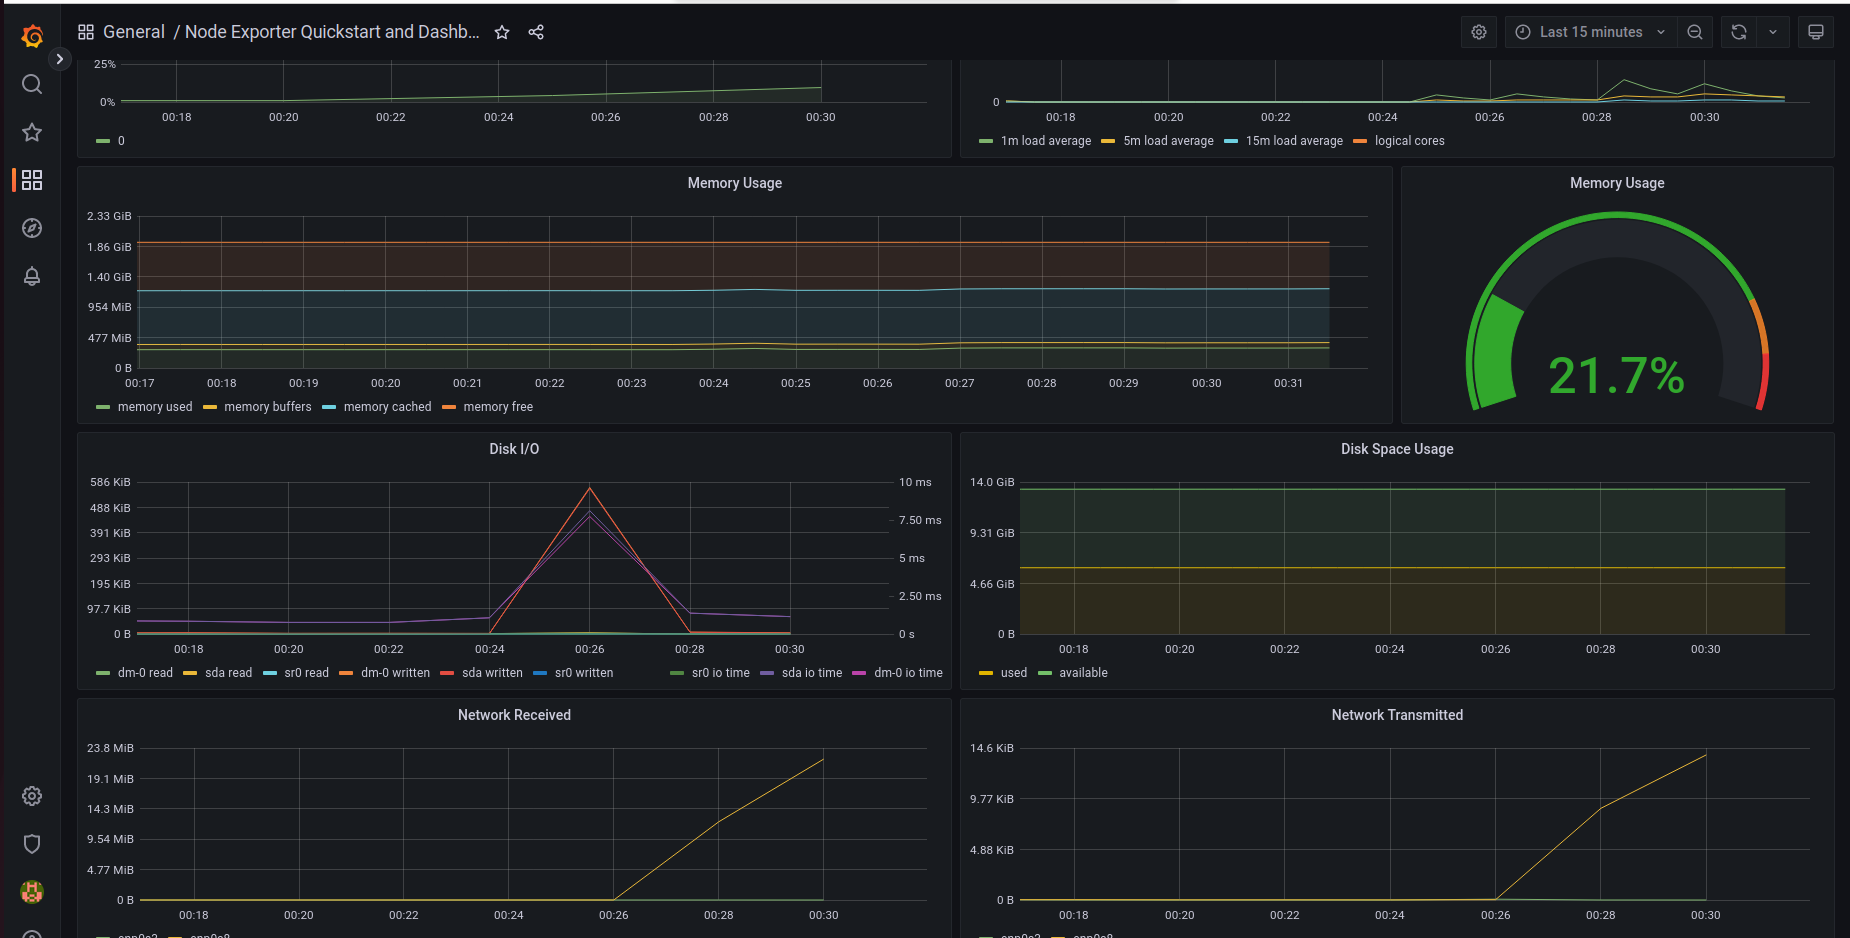 General / Node Exporter Quickstart and Dashb...
Last 15 minutes
25%
0%
00:18 00:20 00:22 00:24 00:26 00:28 00:30
0
0
00:18 00:20 00:22 00:24 00:26 00:28 00:30
1m load average 5m load average 15m load average logical cores
Memory Usage
2.33 GiB
1.86 GiB
1.40 GiB
954 MiB
477 MiB
0 B
00:17 00:18 00:19 00:20 00:21 00:22 00:23 00:24 00:25 00:26 00:27 00:28 00:29 00:30 00:31
memory used memory buffers memory cached memory free
Memory Usage
21.7%
Disk I/O
586 KiB
488 KiB
391 KiB
293 KiB
195 KiB
97.7 KiB
0 B
10 ms
7.50 ms
5 ms
2.50 ms
0 s
00:18 00:20 00:22 00:24 00:26 00:28 00:30
dm-0 read sda read sr0 read dm-0 written sda written sr0 written sr0 io time sda io time dm-0 io time
Disk Space Usage
14.0 GiB
9.31 GiB
4.66 GiB
0 B
00:18 00:20 00:22 00:24 00:26 00:28 00:30
used available
Network Received
23.8 MiB
19.1 MiB
14.3 MiB
9.54 MiB
4.77 MiB
0 B
00:18 00:20 00:22 00:24 00:26 00:28 00:30
Network Transmitted
14.6 KiB
9.77 KiB
4.88 KiB
0 B
00:18 00:20 00:22 00:24 00:26 00:28 00:30